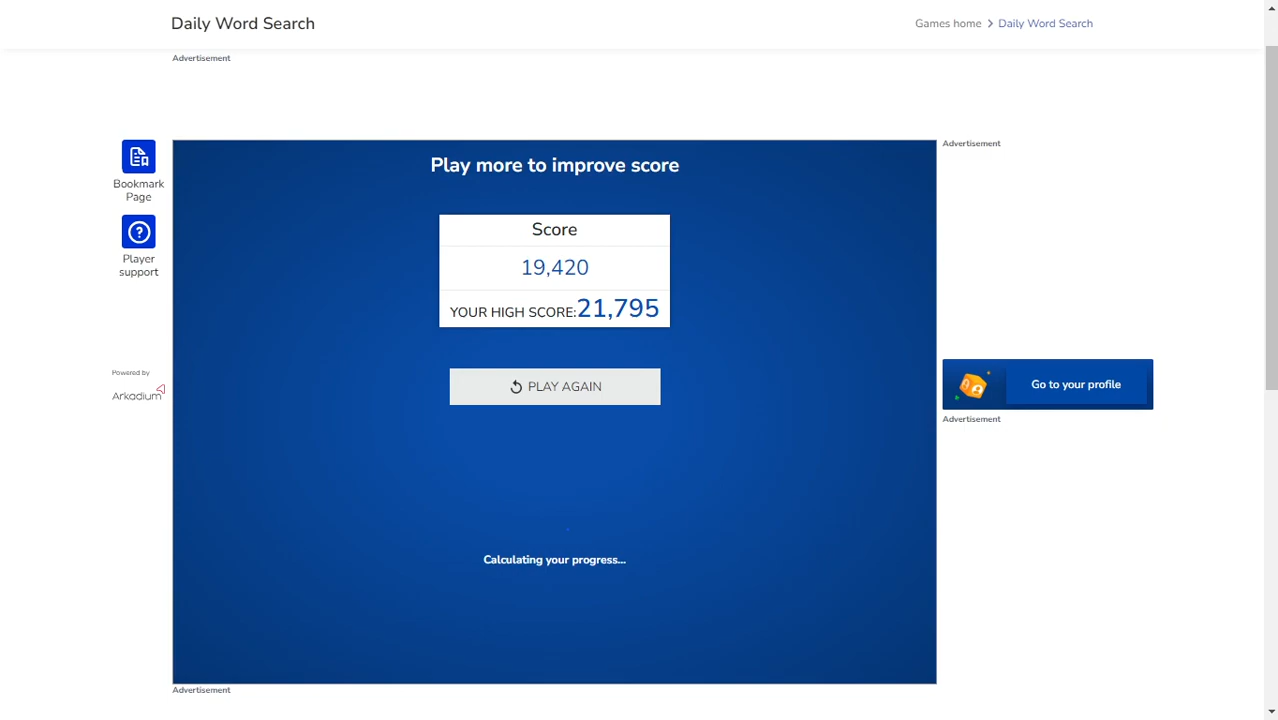 Daily Word Search
Games home
Daily Word Search
Advertisement
Advertisement
Play more to improve score
Bookmark
Page
Score
Player
support
19,420
YOUR HIGH SCORE:21,795
Powered by
Arkadium
PLAY AGAIN
Go to your profile
Advertisement
Calculating your progress...
Advertisement